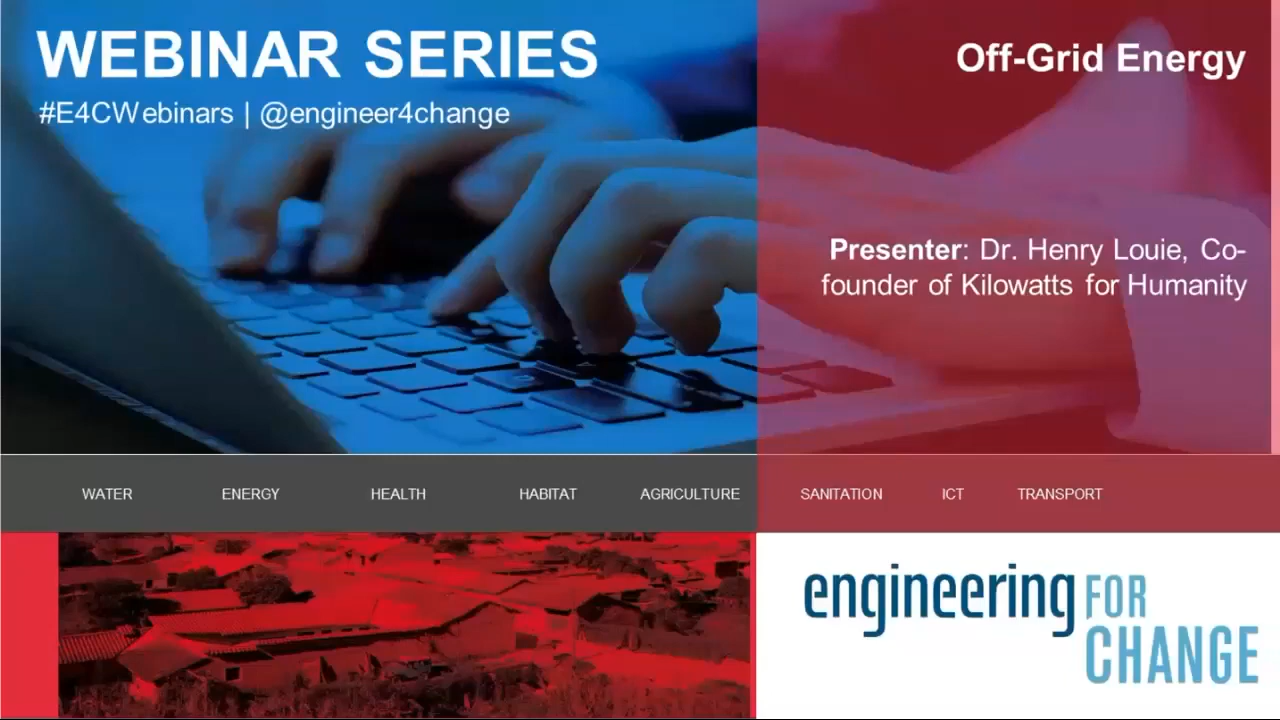 WEBINAR SERIES
#E4CWebinars | @engineer4change
Off-Grid Energy
Presenter: Dr. Henry Louie, Co-
founder of Kilowatts for Humanity
WATER ENERGY HEALTH HABITAT AGRICULTURE SANITATION ICT TRANSPORT
engineering FOR
CHANGE